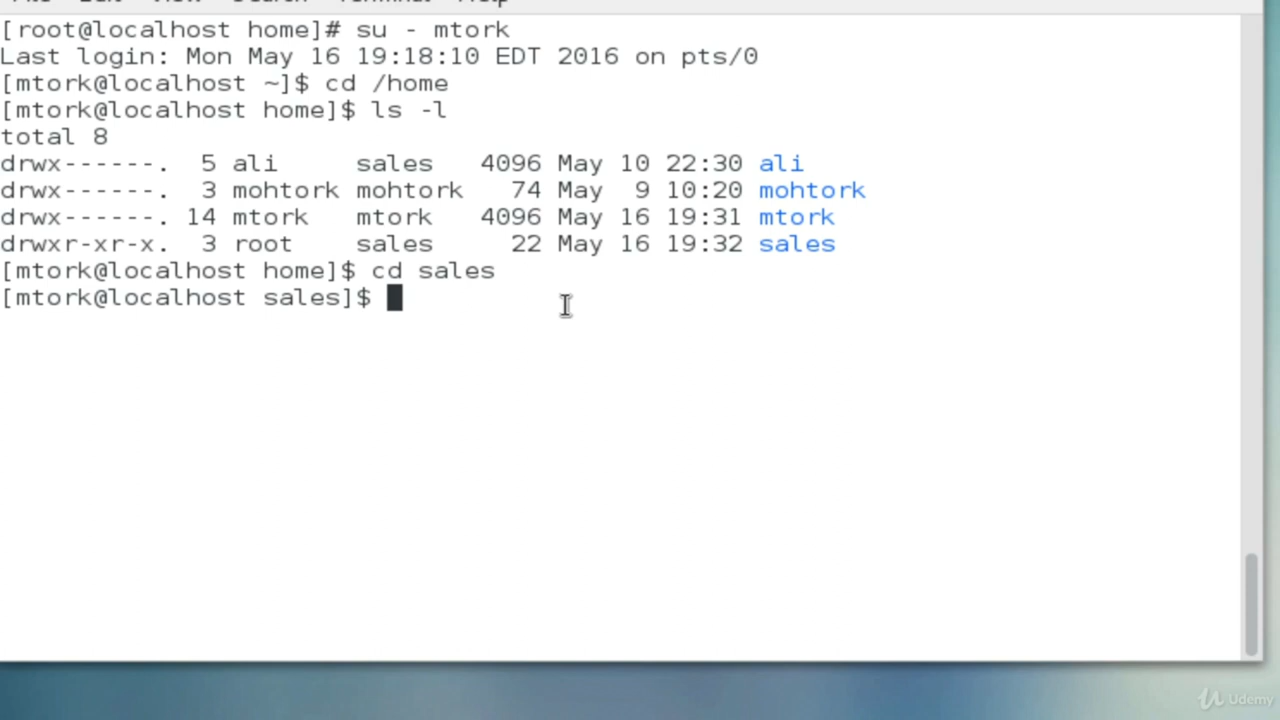 [root@localhost home]# su - mtork
Last login: Mon May 16 19:18:10 EDT 2016 on pts/0
[mtork@localhost ~]$ cd /home
[mtork@localhost home]$ ls -l
total 8
drwx------.  5 ali     sales   4096 May 10 22:30 ali
drwx------.  3 mohtork mohtork   74 May  9 10:20 mohtork
drwx------. 14 mtork   mtork   4096 May 16 19:31 mtork
drwxr-xr-x.  3 root    sales     22 May 16 19:32 sales
[mtork@localhost home]$ cd sales
[mtork@localhost sales]$
Udemy